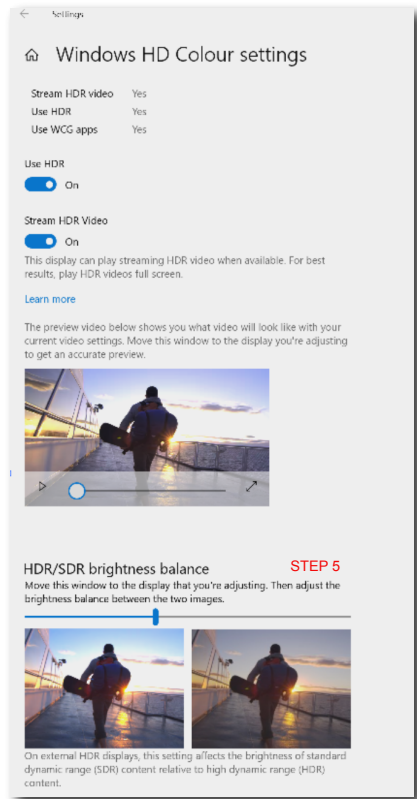 Settings
Windows HD Colour settings
Stream HDR video Yes
Use HDR Yes
Use WCG apps Yes
Use HDR
On
Stream HDR Video
On
This display can play streaming HDR video when available. For best
results, play HDR videos full screen.
Learn more
The preview video below shows you what video will look like with your
current video settings. Move this window to the display you're adjusting
to get an accurate preview.
HDR/SDR brightness balance STEP 5
Move this window to the display that you're adjusting. Then adjust the
brightness balance between the two images.
On external HDR displays, this setting affects the brightness of standard
dynamic range (SDR) content relative to high dynamic range (HDR)
content.